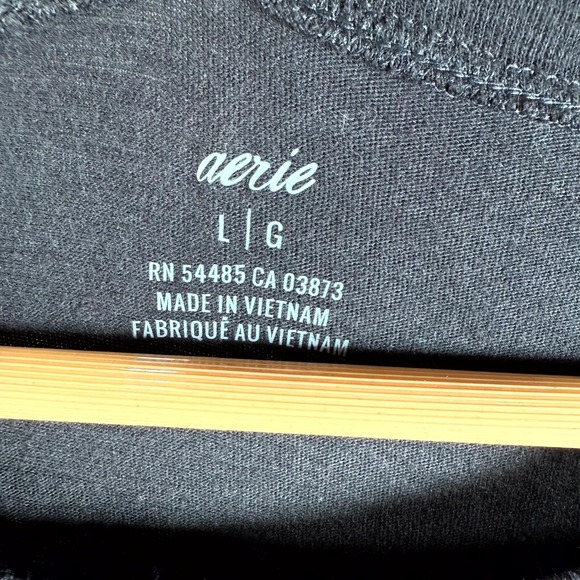 aerie
L | G
RN 54485 CA 03873
MADE IN VIETNAM
FABRIQUÉ AU VIETNAM